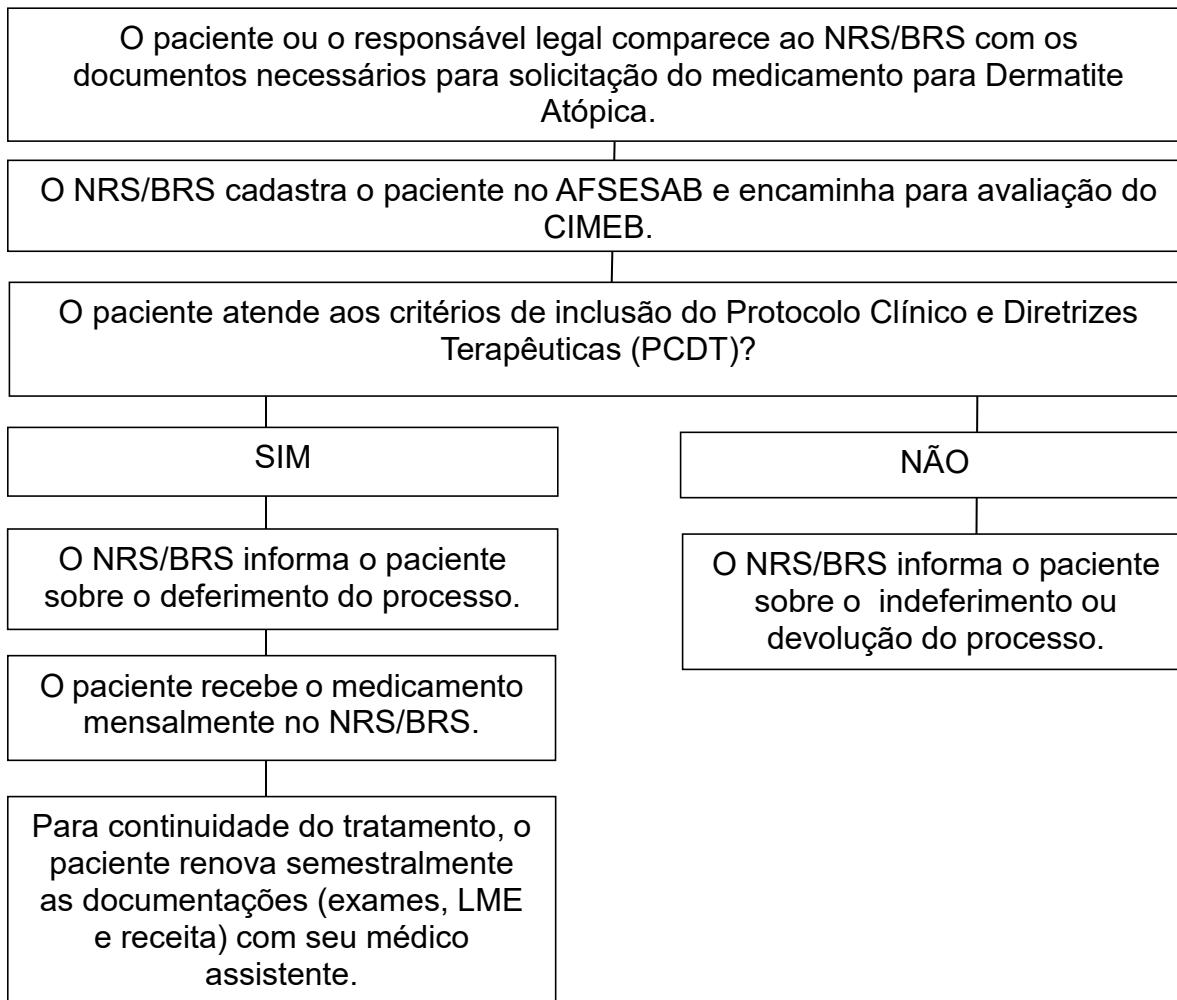 O paciente ou o responsável legal comparece ao NRS/BRS com os
documentos necessários para solicitação do medicamento para Dermatite
Atópica.
O NRS/BRS cadastra o paciente no AFSESAB e encaminha para avaliação do
CIMEB.
O paciente atende aos critérios de inclusão do Protocolo Clínico e Diretrizes
Terapêuticas (PCDT)?
SIM
O NRS/BRS informa o paciente
sobre o deferimento do processo.
O paciente recebe o medicamento
mensalmente no NRS/BRS.
Para continuidade do tratamento, o
paciente renova semestralmente
as documentações (exames, LME
e receita) com seu médico
assistente.
NÃO
O NRS/BRS informa o paciente
sobre o indeferimento ou
devolução do processo.